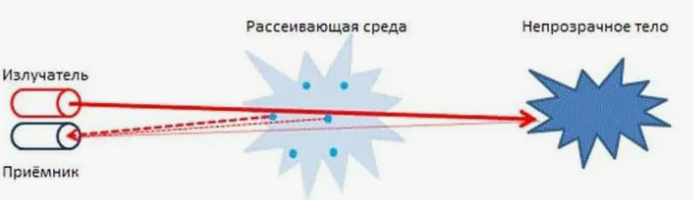 Рассеивающая среда
Непрозрачное тело
Излучатель
Приёмник